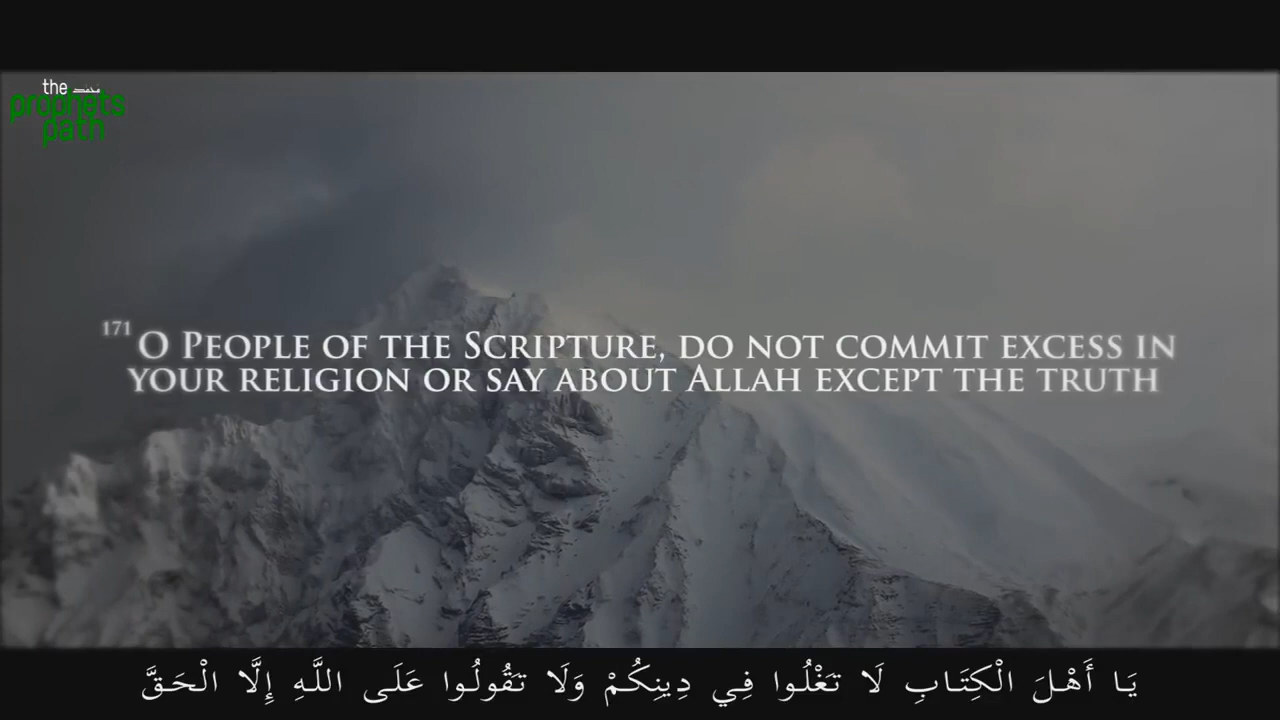 the محمد
prophets
path
171 O People of the Scripture, do not commit excess in
your religion or say about Allah except the truth
يَا أَهْلَ الْكِتَابِ لَا تَغْلُوا فِي دِينِكُمْ وَلَا تَقُولُوا عَلَى اللَّهِ إِلَّا الْحَقَّ